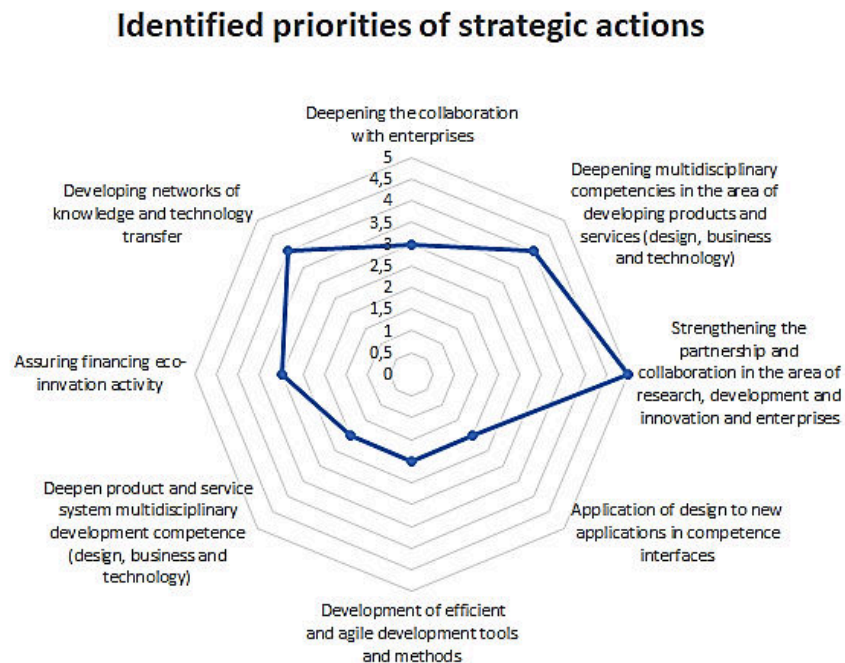 Identified priorities of strategic actions
Deepening the collaboration
with enterprises
Deepening multidisciplinary
competencies in the area of
developing products and
services (design, business
and technology)
Strengthening the
partnership and
collaboration in the area of
research, development and
innovation and enterprises
Application of design to new
applications in competence
interfaces
Development of efficient
and agile development tools
and methods
Deepen product and service
system multidisciplinary
development competence
(design, business and
technology)
Assuring financing eco-
innvation activity
Developing networks of
knowledge and technology
transfer
5
4,5
4
3,5
3
2,5
2
1,5
1
0,5
0